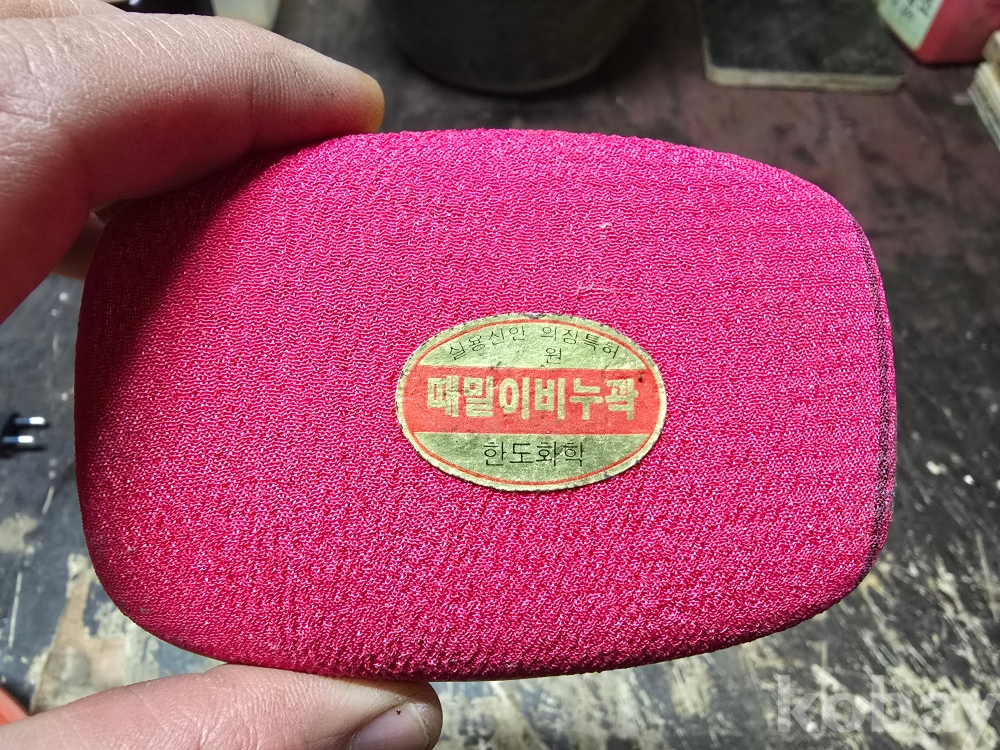 실용신안 의장특허
원
때밀이비누곽
한도화학
kobay